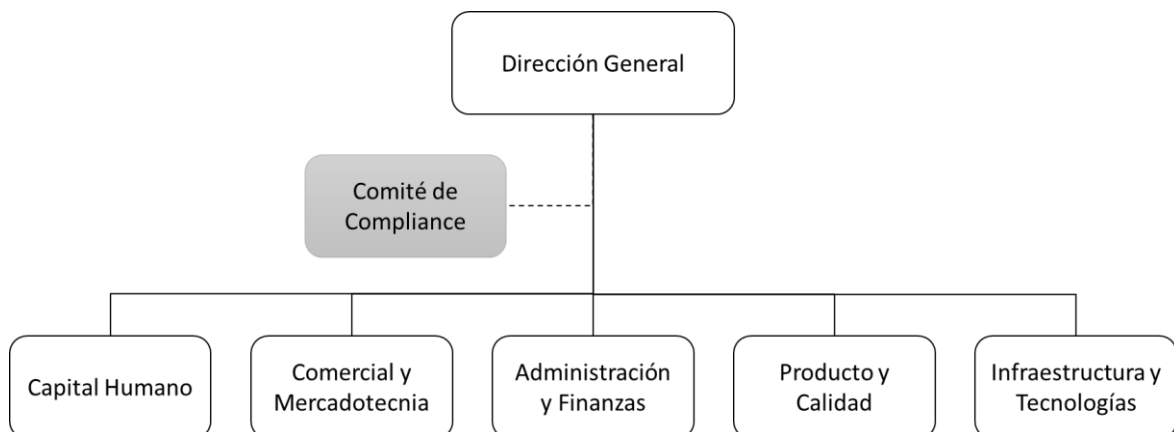 Dirección General
Comité de
Compliance
Capital Humano
Comercial y
Mercadotecnia
Administración
y Finanzas
Producto y
Calidad
Infraestructura y
Tecnologías